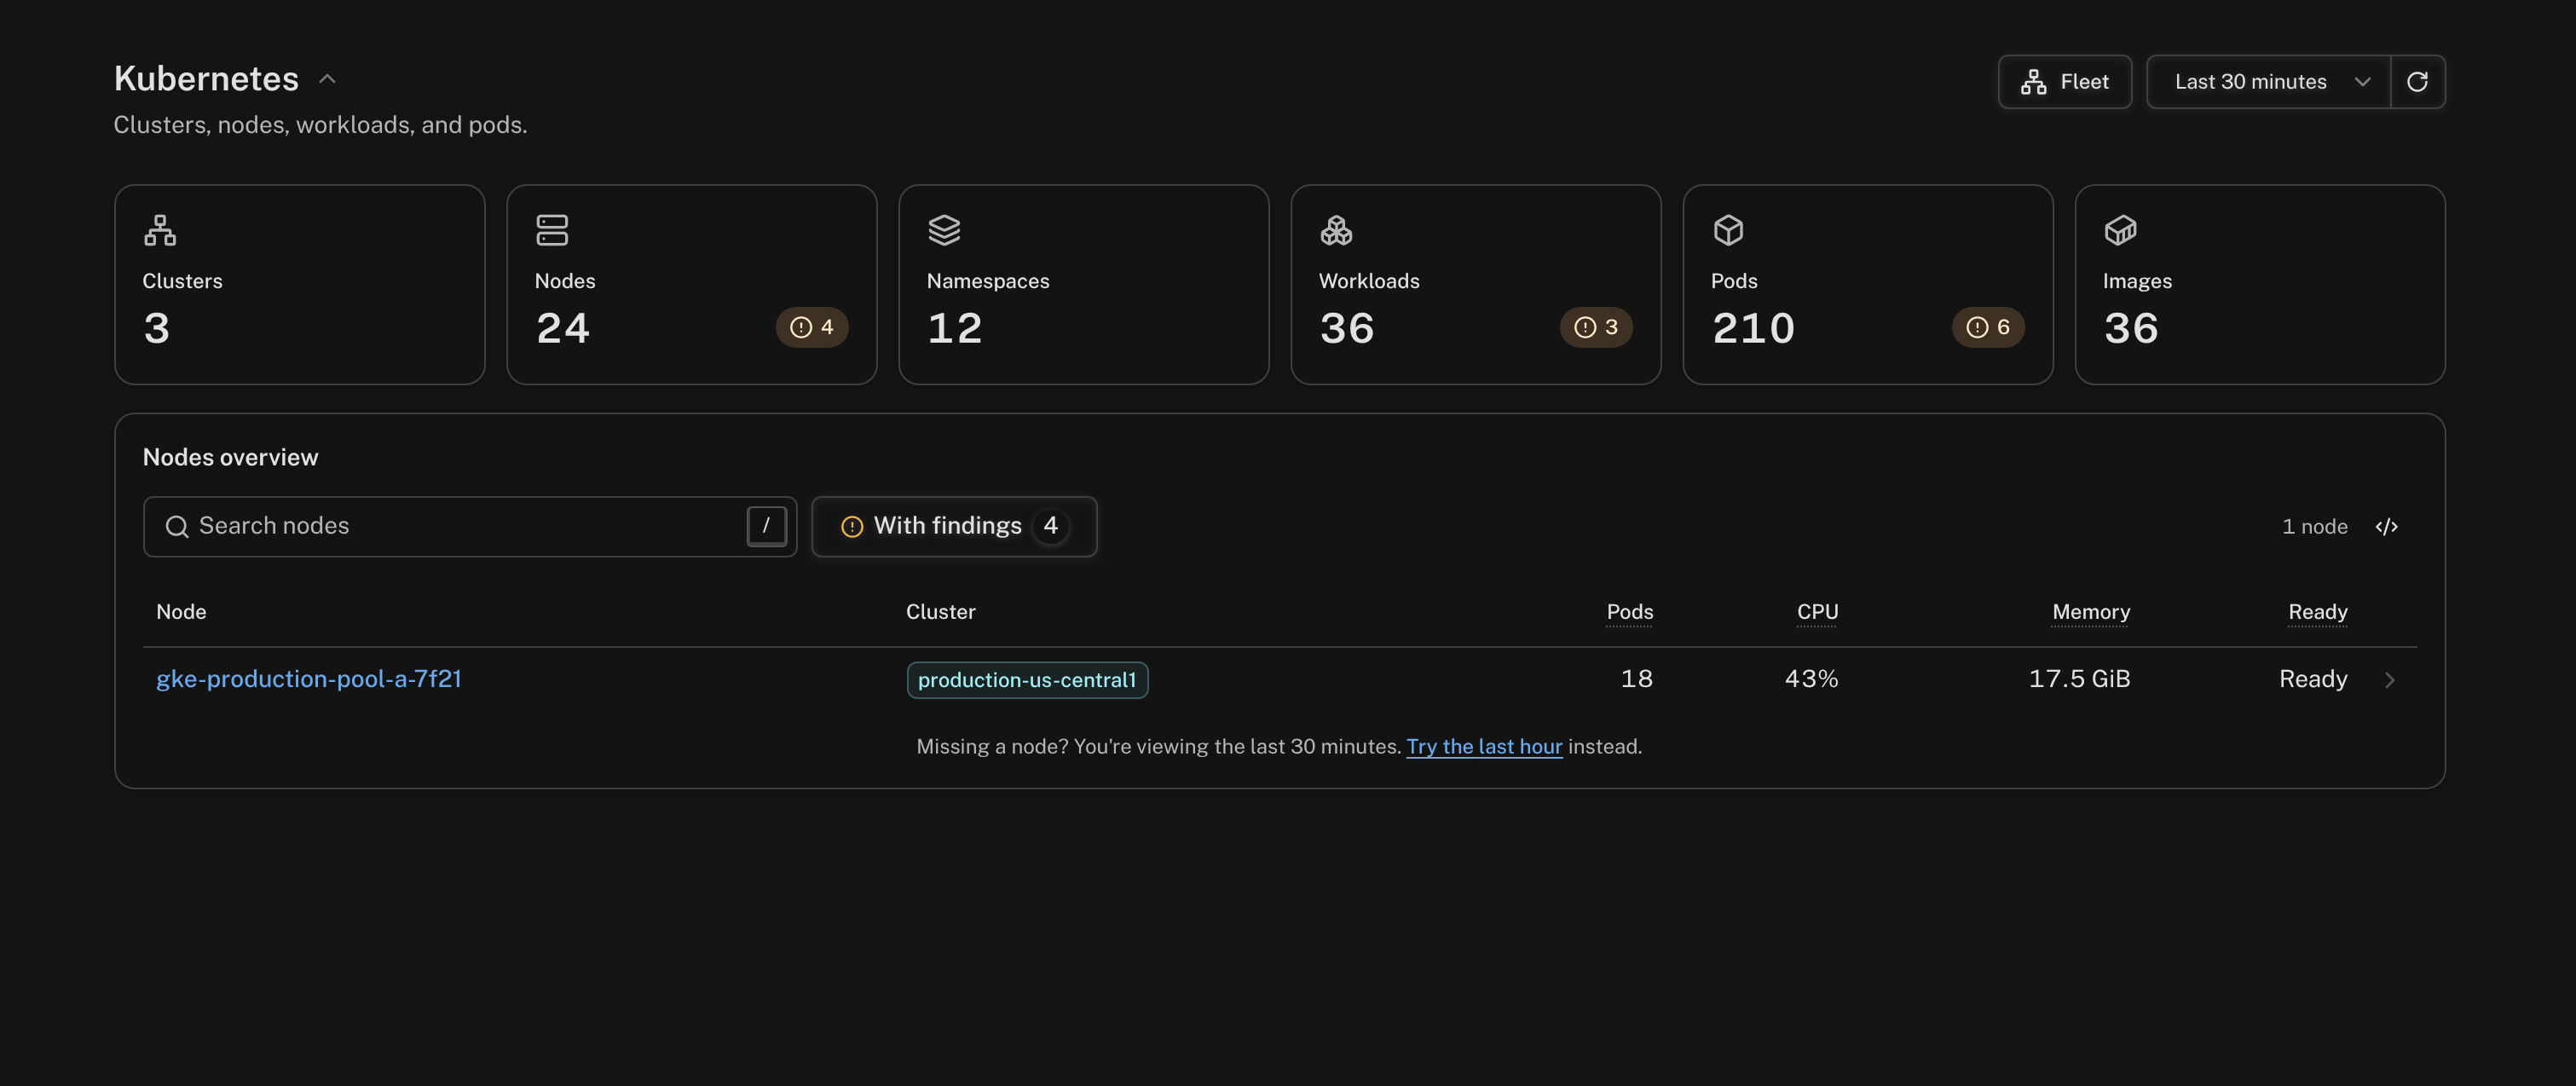 Kubernetes
Clusters, nodes, workloads, and pods.
Fleet
Last 30 minutes
Clusters
3
Nodes
24
4
Namespaces
12
Workloads
36
3
Pods
210
6
Images
36
Nodes overview
Search nodes
/
With findings 4
1 node
</>
Node Cluster Pods CPU Memory Ready
gke-production-pool-a-7f21 production-us-central1 18 43% 17.5 GiB Ready
Missing a node? You're viewing the last 30 minutes. Try the last hour instead.